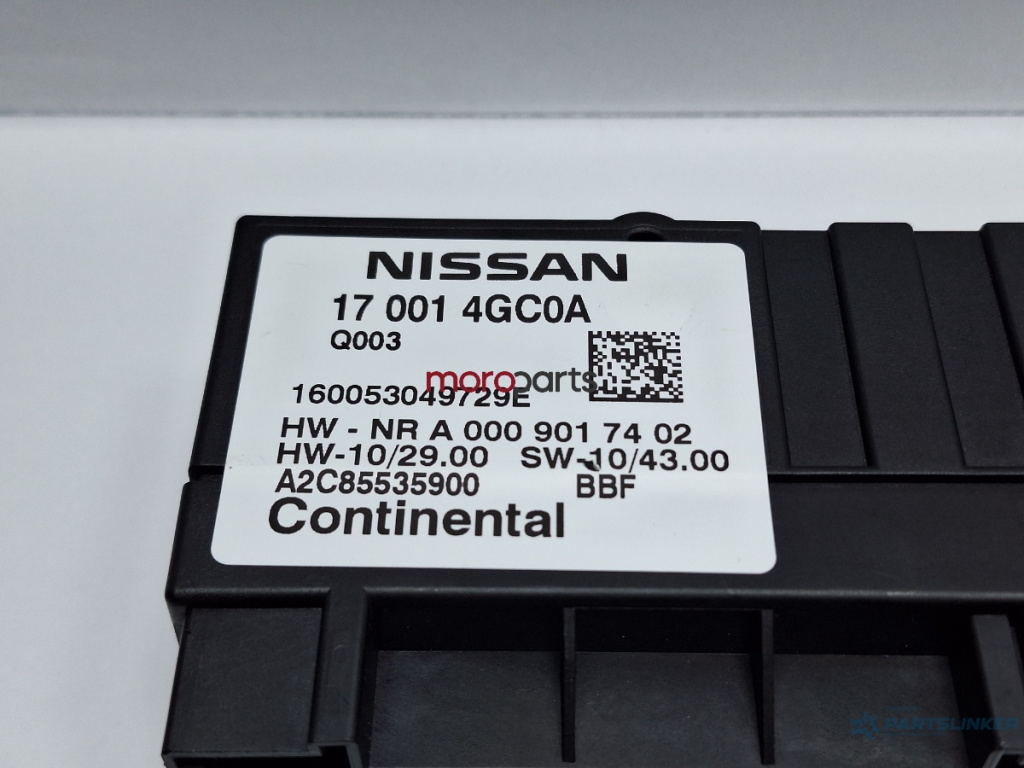 NISSAN
17 001 4GC0A
Q003
moroparts
160053049729E
HW - NR A 000 901 74 02
HW-10/29.00 SW-10/43.00
A2C85535900 BBF
Continental
PARTSLINKER